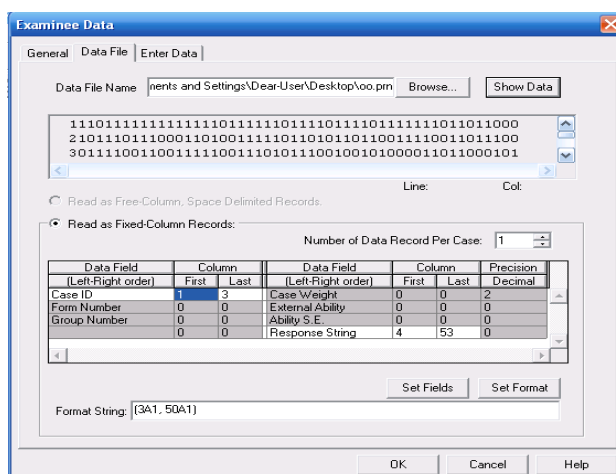 Examinee Data
General Data File Enter Data
Data File Name nents and Settings\Dear-User\Desktop\oo.prn Browse... Show Data
11101111111111110111111011110111101111111011011000
21011101110001101001111101101011011001111001101 1100
Line: Col:
Read as Free-Column, Space Delimited Records.
Read as Fixed-Column Records:
Number of Data Record Per Case: 1
Data Field Column Data Field Column Precision
(Left-Right order) First Last (Left-Right order) First Last Decimal
Case ID 1 3 Case Weight 0 0 2
Form Number 0 0 External Ability 0 0 0
Group Number 0 0 Ability S.E. 0 0 0
0 0 Response String 4 53 0
Set Fields Set Format
Format String: (3A1, 50A1)
OK Cancel Help